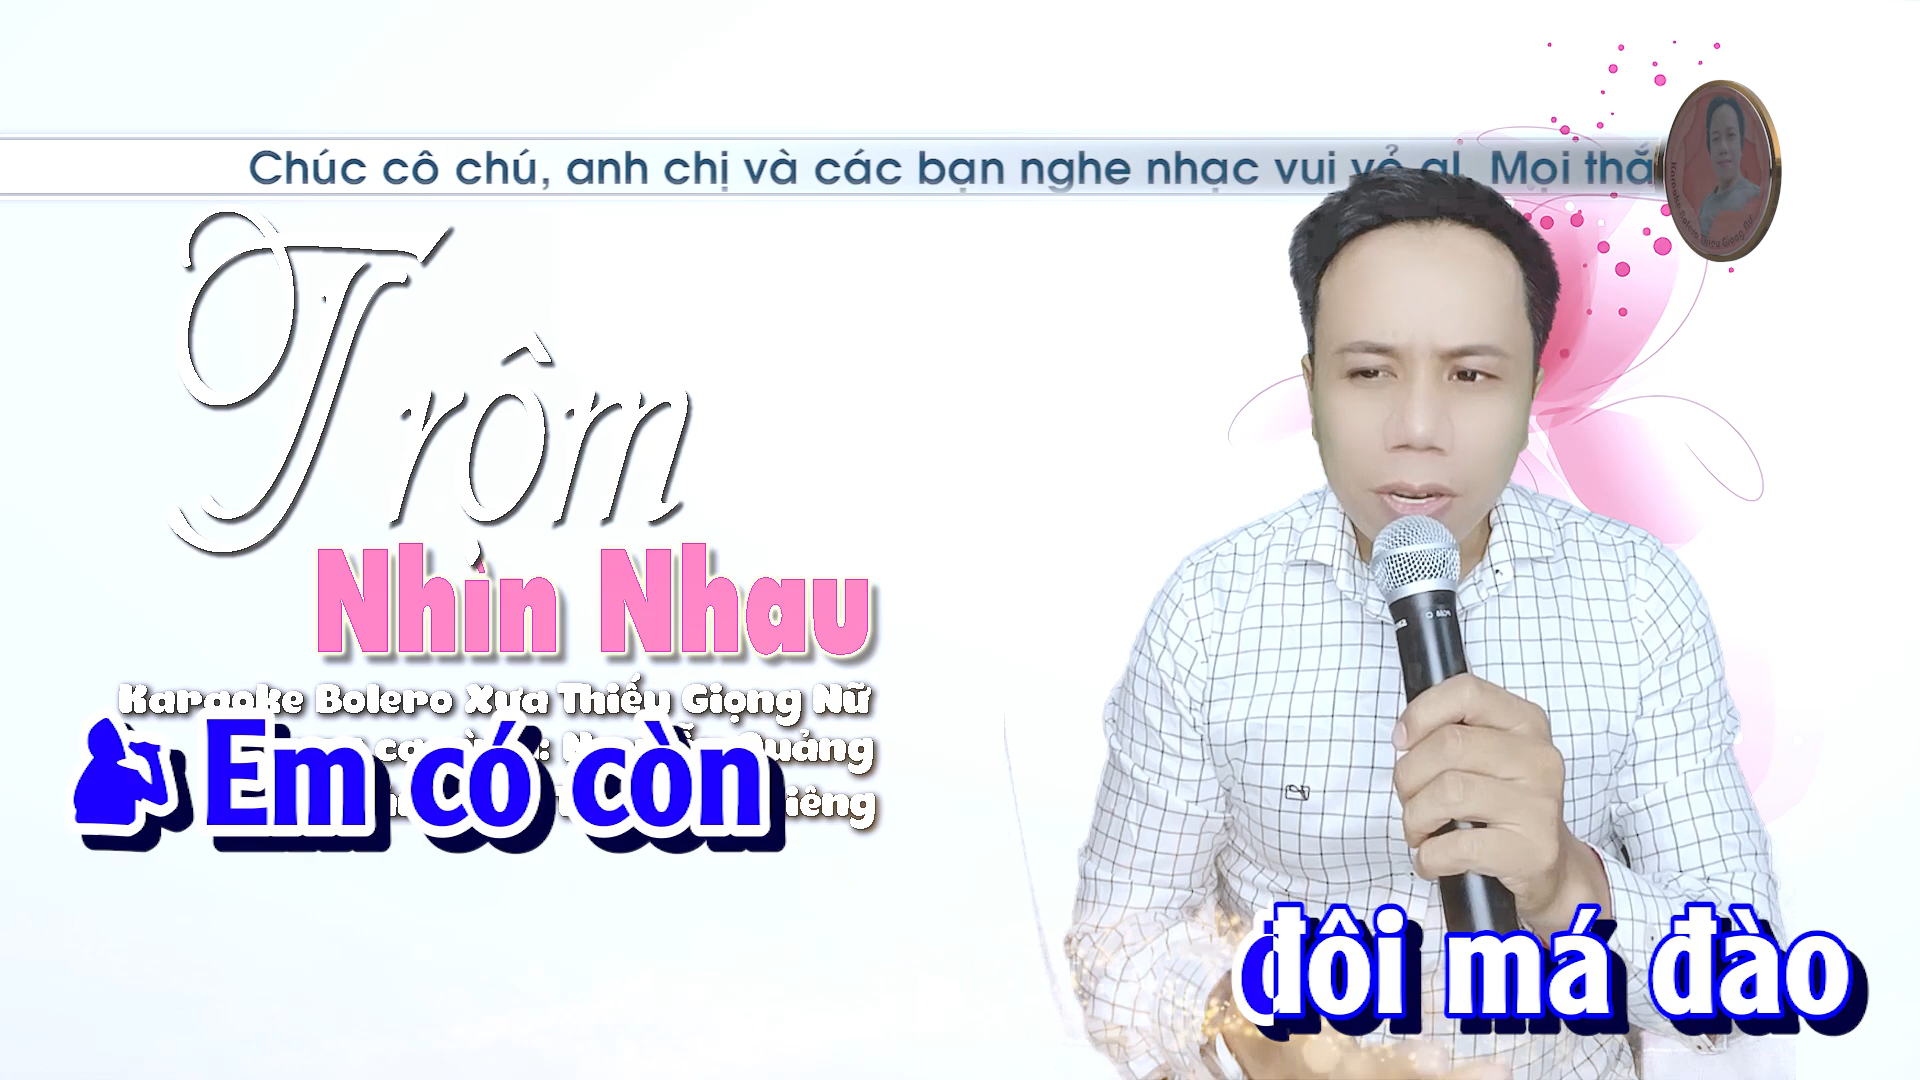 Chúc cô chú, anh chị và các bạn nghe nhạc vui vẻ ạ!. Mọi thắ
Trộm
Nhìn Nhau
Karaoke Bolero Xưa Thiếu Giọng Nữ
Quảng
Em có còn
đôi má đào